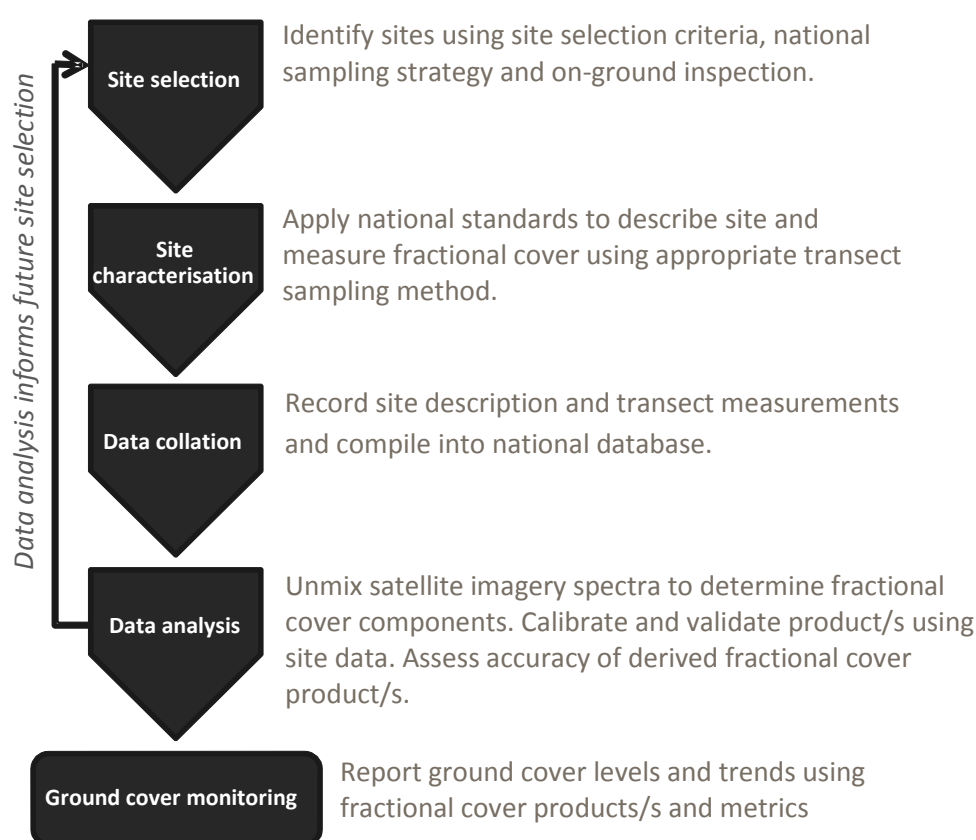 Data analysis informs future site selection
Site selection
Identify sites using site selection criteria, national
sampling strategy and on-ground inspection.
Site
characterisation
Apply national standards to describe site and
measure fractional cover using appropriate transect
sampling method.
Data collation
Record site description and transect measurements
and compile into national database.
Data analysis
Unmix satellite imagery spectra to determine fractional
cover components. Calibrate and validate product/s using
site data. Assess accuracy of derived fractional cover
product/s.
Ground cover monitoring
Report ground cover levels and trends using
fractional cover products/s and metrics